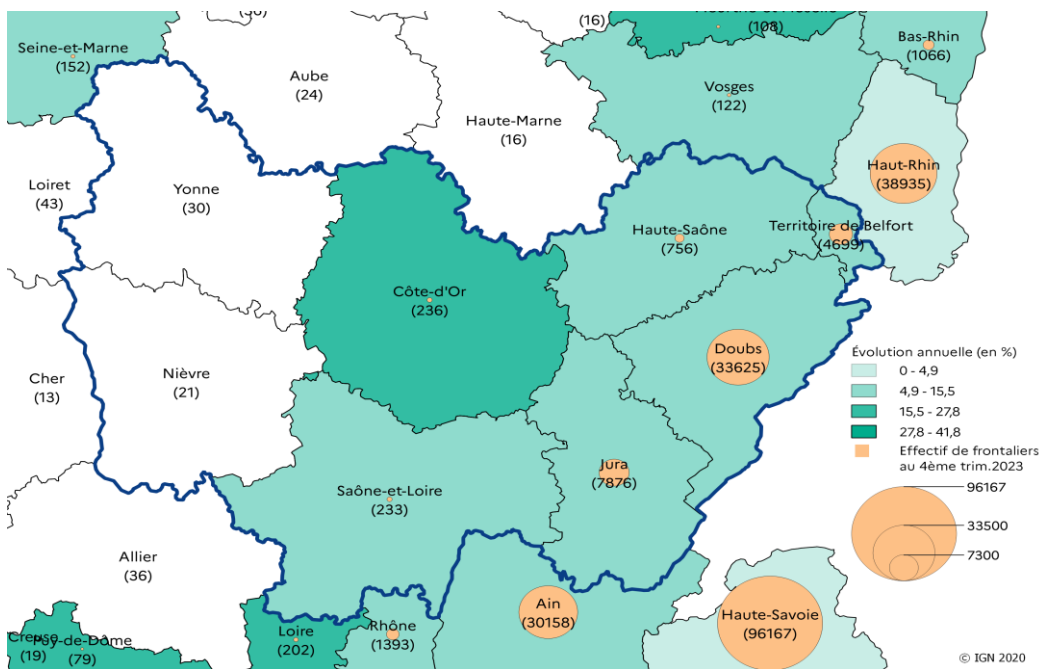 (16)
Meurthe-et-Moselle
(108)
Seine-et-Marne
(152)
Bas-Rhin
(1066)
Aube
(24)
Vosges
(122)
Haute-Marne
(16)
Haut-Rhin
(38935)
Loiret
(43)
Yonne
(30)
Haute-Saône
(756)
Territoire de Belfort
(4699)
Côte-d'Or
(236)
Doubs
(33625)
Cher
(13)
Nièvre
(21)
Évolution annuelle (en %)
0 - 4,9
4,9 - 15,5
15,5 - 27,8
27,8 - 41,8
Effectif de frontaliers
au 4ème trim.2023
96167
33500
7300
Jura
(7876)
Saône-et-Loire
(233)
Allier
(36)
Ain
(30158)
Haute-Savoie
(96167)
Creuse
(19)
Puy-de-Dôme
(79)
Loire
(202)
Rhône
(1393)
© IGN 2020